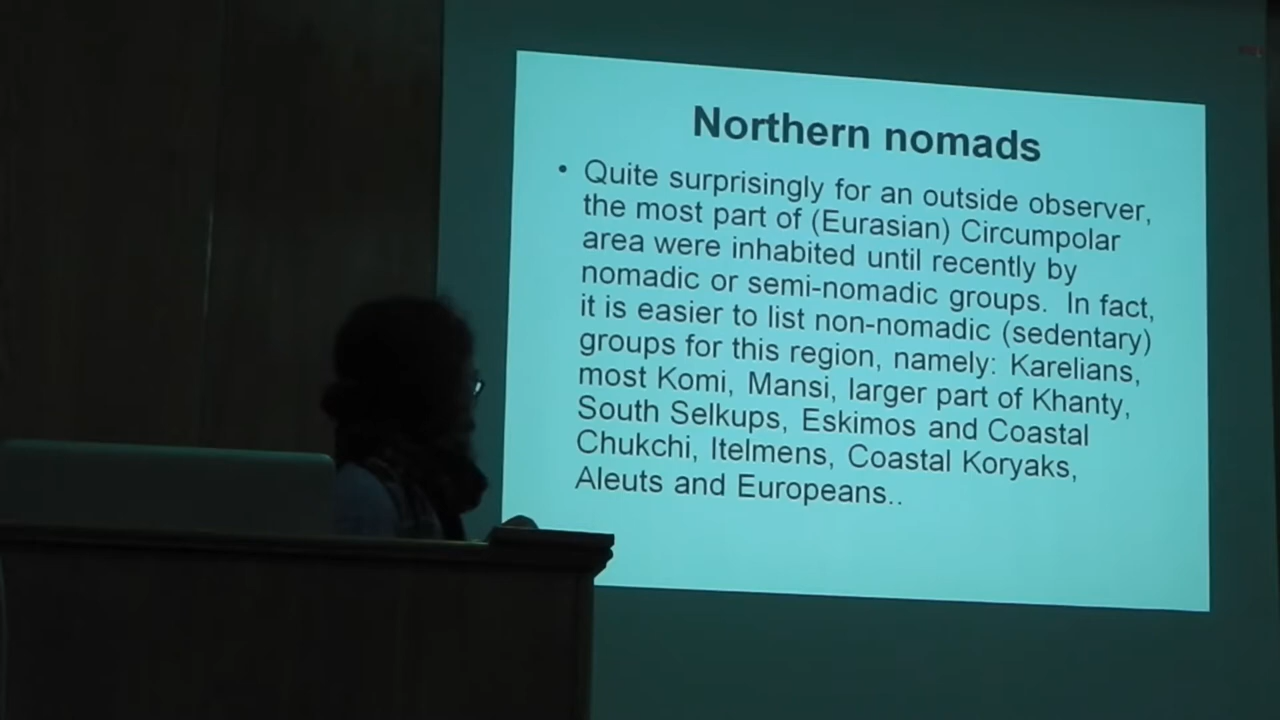 Northern nomads
• Quite surprisingly for an outside observer,
the most part of (Eurasian) Circumpolar
area were inhabited until recently by
nomadic or semi-nomadic groups. In fact,
it is easier to list non-nomadic (sedentary)
groups for this region, namely: Karelians,
most Komi, Mansi, larger part of Khanty,
South Selkups, Eskimos and Coastal
Chukchi, Itelmens, Coastal Koryaks,
Aleuts and Europeans..